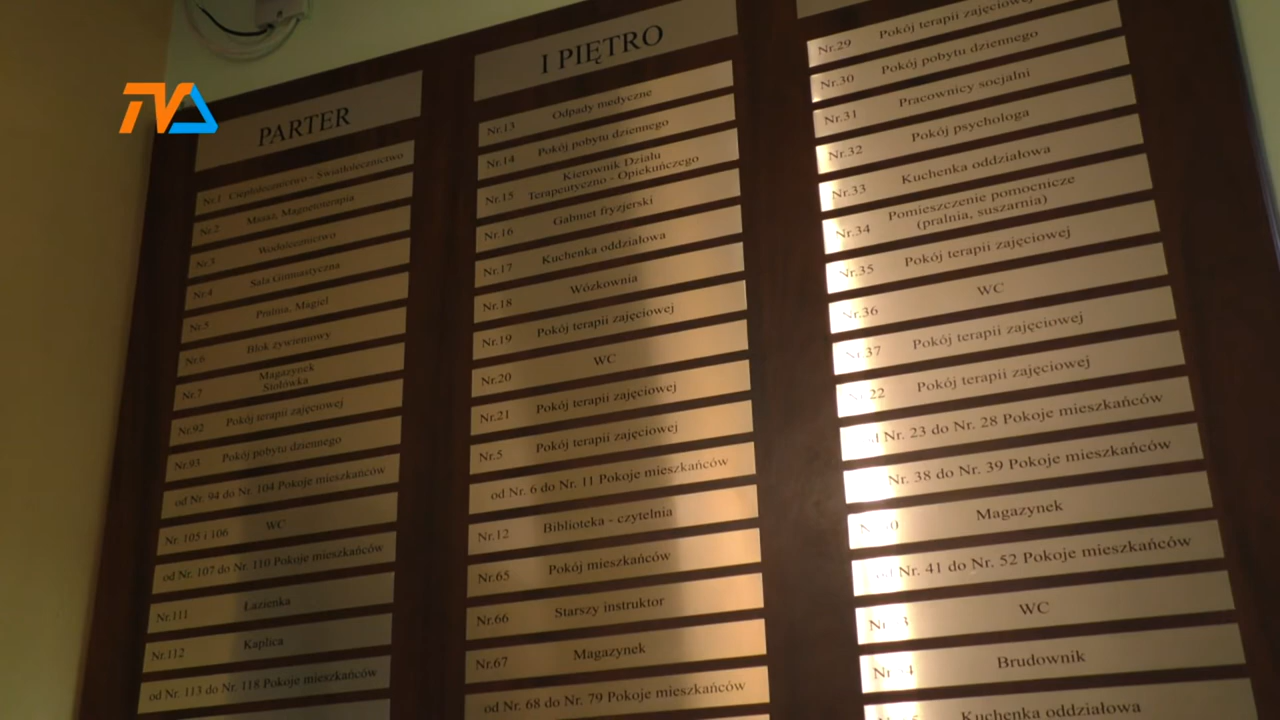 TVA
PARTER
Nr.1 Ciepłolecznictwo - Światłolecznictwo
Nr.2 Masaż, Magnetoterapia
Nr.3 Wodolecznictwo
Nr.4 Sala Gimnastyczna
Nr.5 Pralnia, Magiel
Nr.6 Blok żywieniowy
Nr.7 Magazynek
Stołówka
Nr.92 Pokój terapii zajęciowej
Nr.93 Pokój pobytu dziennego
od Nr. 94 do Nr. 104 Pokoje mieszkańców
Nr. 105 i 106 WC
od Nr. 107 do Nr. 110 Pokoje mieszkańców
Nr.111 Łazienka
Nr.112 Kaplica
od Nr. 113 do Nr. 118 Pokoje mieszkańców
I PIĘTRO
Nr.13 Odpady medyczne
Nr.14 Pokój pobytu dziennego
Nr.15 Kierownik Działu
Terapeutyczno - Opiekuńczego
Nr.16 Gabinet fryzjerski
Nr.17 Kuchenka oddziałowa
Nr.18 Wózkownia
Nr.19 Pokój terapii zajęciowej
Nr.20 WC
Nr.21 Pokój terapii zajęciowej
Nr.5 Pokój terapii zajęciowej
od Nr. 6 do Nr. 11 Pokoje mieszkańców
Nr.12 Biblioteka - czytelnia
Nr.65 Pokój mieszkańców
Nr.66 Starszy instruktor
Nr.67 Magazynek
od Nr. 68 do Nr. 79 Pokoje mieszkańców
Nr.29 Pokój terapii zajęciowej
Nr.30 Pokój pobytu dziennego
Nr.31 Pracownicy socjalni
Nr.32 Pokój psychologa
Nr.33 Kuchenka oddziałowa
Nr.34 Pomieszczenie pomocnicze
(pralnia, suszarnia)
Nr.35 Pokój terapii zajęciowej
Nr.36 WC
Nr.37 Pokój terapii zajęciowej
22 Pokój terapii zajęciowej
Nr. 23 do Nr. 28 Pokoje mieszkańców
Nr. 38 do Nr. 39 Pokoje mieszkańców
Magazynek
Nr. 41 do Nr. 52 Pokoje mieszkańców
WC
Brudownik
Kuchenka oddziałowa